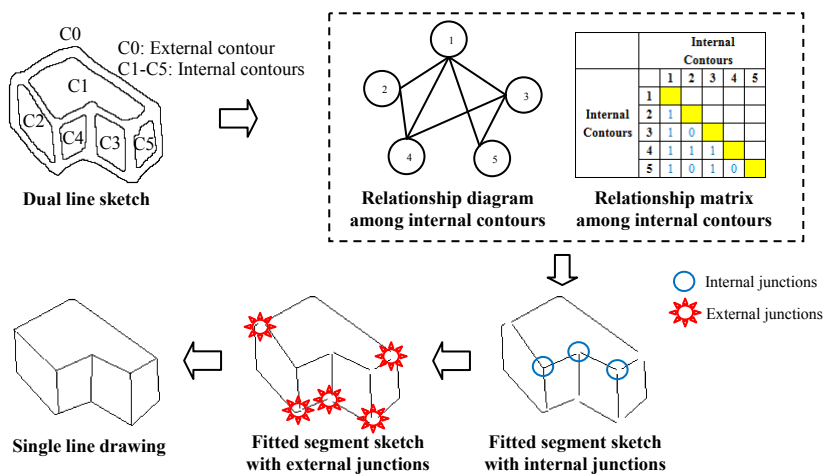 C0
C0: External contour
C1-C5: Internal contours
C1
C2
C4
C3
C5
Dual line sketch
1
2
3
4
5
Relationship diagram
among internal contours
Internal
Contours
1 2 3 4 5
Internal
Contours
1
2 1
3 1 0
4 1 1 1
5 1 0 1 0
Relationship matrix
among internal contours
Internal junctions
External junctions
Single line drawing
Fitted segment sketch
with external junctions
Fitted segment sketch
with internal junctions